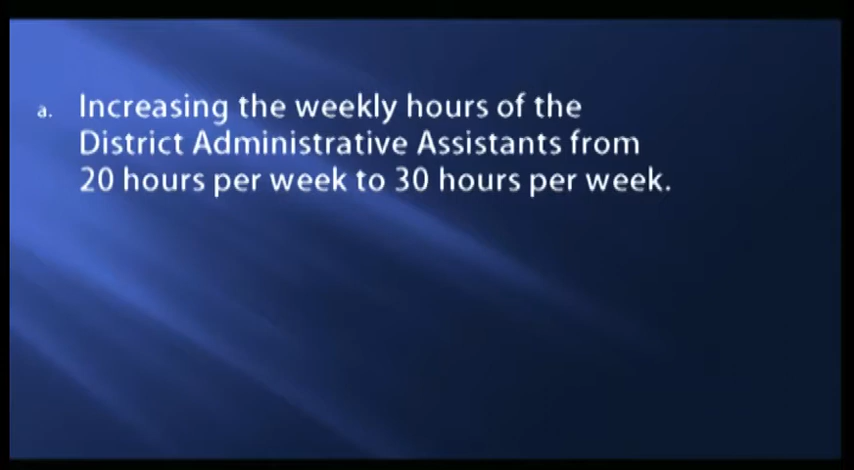 a. Increasing the weekly hours of the
District Administrative Assistants from
20 hours per week to 30 hours per week.